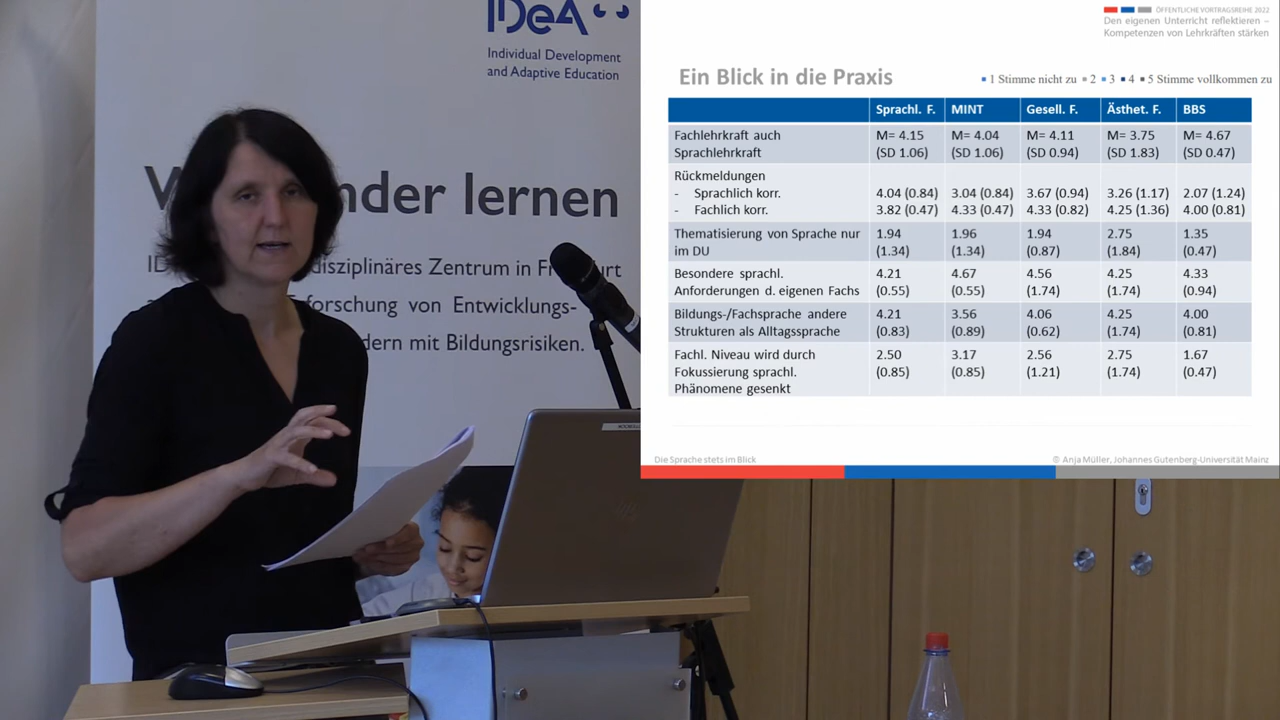 IDeA
Individual Development
and Adaptive Education
nder lernen
disziplinäres Zentrum in
forschung von Entwicklungs-
dern mit Bildungsrisiken.
ÖFFENTLICHE VORTRAGSREIHE 2022
Den eigenen Unterricht reflektieren –
Kompetenzen von Lehrkräften stärken
Ein Blick in die Praxis
1 Stimme nicht zu 2 3 4 5 Stimme vollkommen zu
Sprachl. F. MINT Gesell. F. Ästhet. F. BBS
Fachlehrkraft auch M= 4.15 M= 4.04 M= 4.11 M= 3.75 M= 4.67
Sprachlehrkraft (SD 1.06) (SD 1.06) (SD 0.94) (SD 1.83) (SD 0.47)
Rückmeldungen
- Sprachlich korr. 4.04 (0.84) 3.04 (0.84) 3.67 (0.94) 3.26 (1.17) 2.07 (1.24)
- Fachlich korr. 3.82 (0.47) 4.33 (0.47) 4.33 (0.82) 4.25 (1.36) 4.00 (0.81)
Thematisierung von Sprache nur 1.94 1.96 1.94 2.75 1.35
im DU (1.34) (1.34) (0.87) (1.84) (0.47)
Besondere sprachl. 4.21 4.67 4.56 4.25 4.33
Anforderungen d. eigenen Fachs (0.55) (0.55) (1.74) (1.74) (0.94)
Bildungs-/Fachsprache andere 4.21 3.56 4.06 4.25 4.00
Strukturen als Alltagssprache (0.83) (0.89) (0.62) (1.74) (0.81)
Fachl. Niveau wird durch 2.50 3.17 2.56 2.75 1.67
Fokussierung sprachl. (0.85) (0.85) (1.21) (1.74) (0.47)
Phänomene gesenkt
Die Sprache stets im Blick
© Anja Müller, Johannes Gutenberg-Universität Mainz